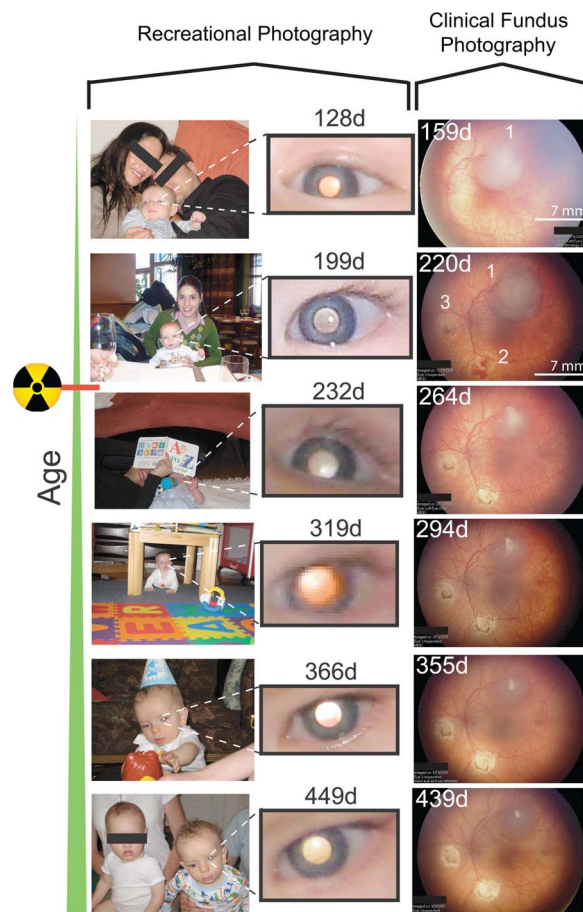 Recreational Photography
Clinical Fundus
Photography
Age
128d
199d
232d
319d
366d
449d
159d
1
7 mm
220d
1
3
2
7 mm
264d
294d
355d
439d